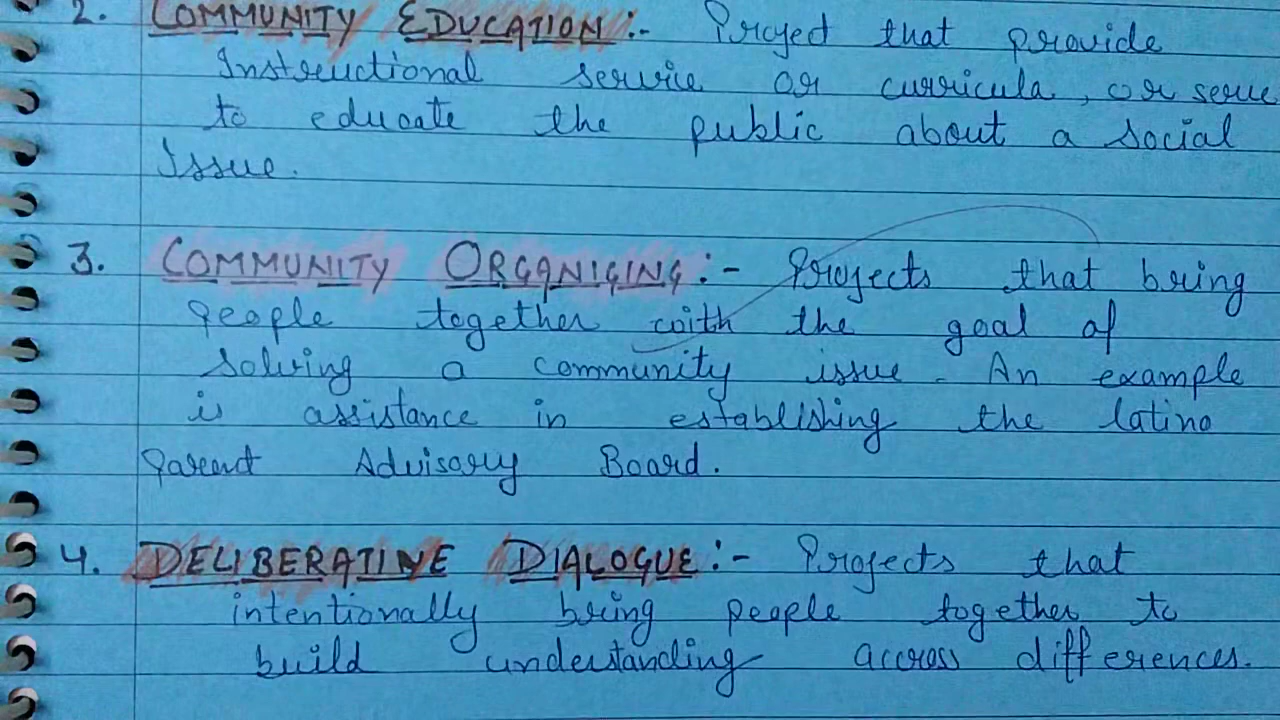 2. COMMUNITY EDUCATION :- Project that provide
Instructional service or curricula, or serve
to educate the public about a social
Issue.
3. COMMUNITY ORGANIGING :- Projects that bring
people together with the goal of
solving a community issue. An example
is assistance in establishing the latino
Parent Advisory Board.
4. DELIBERATINE DIALOGUE :- Projects that
intentionally bring people together to
build understanding accross differences.